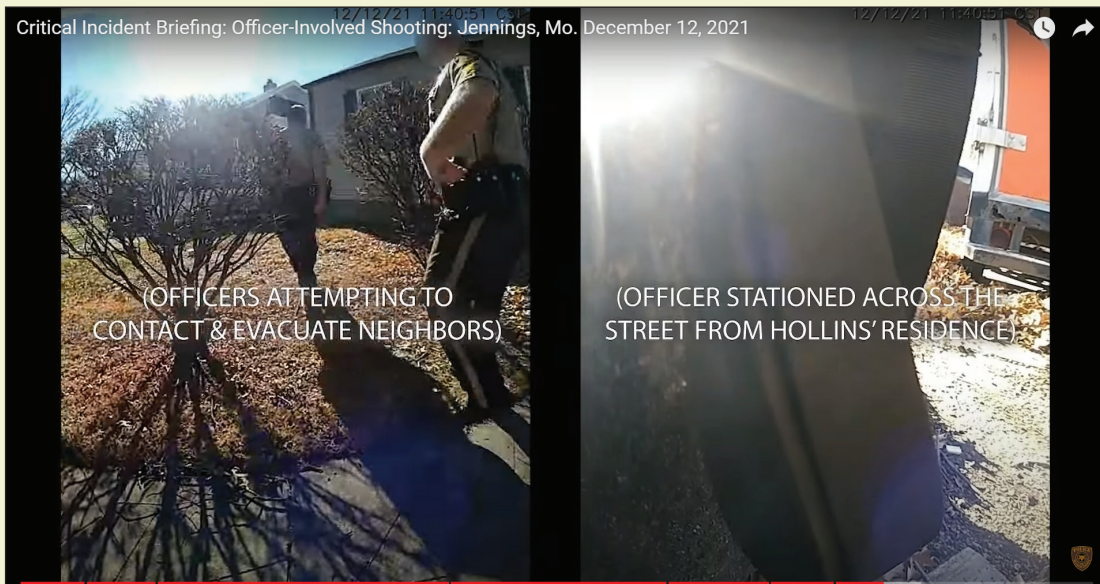 12/12/21 11:40:51 CST
12/12/21 11:40:51 CST
Critical Incident Briefing: Officer-Involved Shooting: Jennings, Mo. December 12, 2021
(OFFICERS ATTEMPTING TO
CONTACT & EVACUATE NEIGHBORS)
(OFFICER STATIONED ACROSS THE
STREET FROM HOLLINS' RESIDENCE)